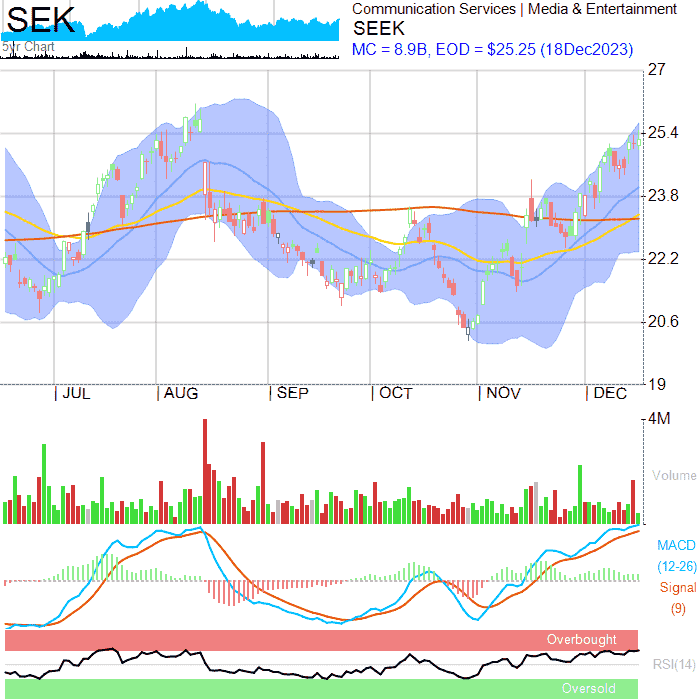 SEK
5yr Chart
Communication Services | Media & Entertainment
SEEK
MC = 8.9B, EOD = $25.25 (18Dec2023)
27
25.4
23.8
22.2
20.6
19
JUL
AUG
SEP
OCT
NOV
DEC
4M
Volume
MACD
(12-26)
Signal
(9)
Overbought
RSI(14)
Oversold